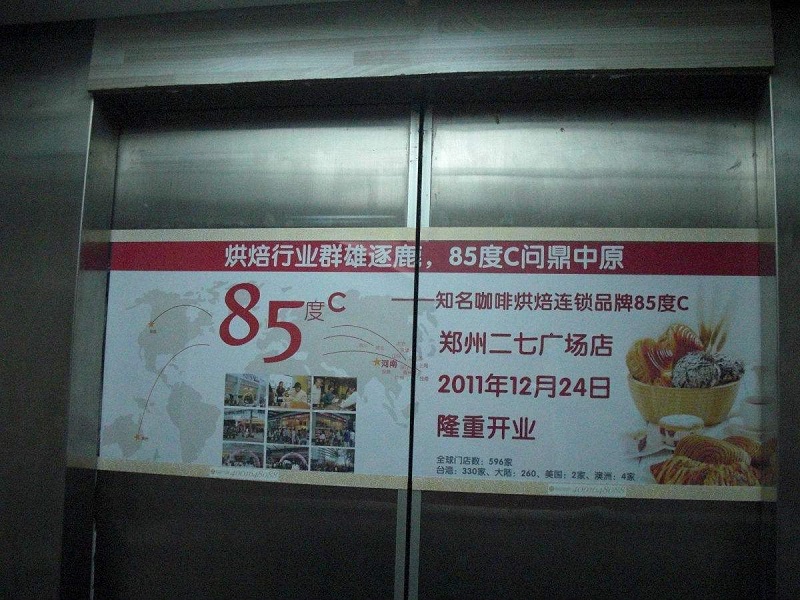 烘焙行业群雄逐鹿，85度C问鼎中原
85度C
河南
——知名咖啡烘焙连锁品牌85度C
郑州二七广场店
2011年12月24日
隆重开业
全球门店数：596家
台湾：330家、大陆：260、美国：2家、澳洲：4家